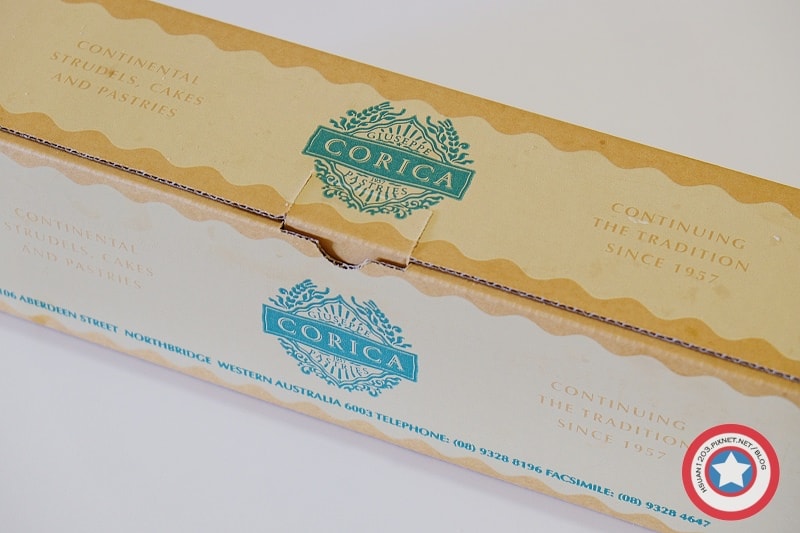 CONTINENTAL
STRUDELS, CAKES
AND PASTRIES
GIUSEPPE
CORICA
PASTRIES
CONTINUING
THE TRADITION
SINCE 1957
CONTINENTAL
STRUDELS, CAKES
AND PASTRIES
GIUSEPPE
CORICA
PASTRIES
CONTINUING
THE TRADITION
SINCE 1957
106 ABERDEEN STREET NORTHBRIDGE WESTERN AUSTRALIA 6003 TELEPHONE: (08) 9328 8196 FACSIMILE: (08) 9328 4647
HSUAN1203.PIXNET.NET/BLOG